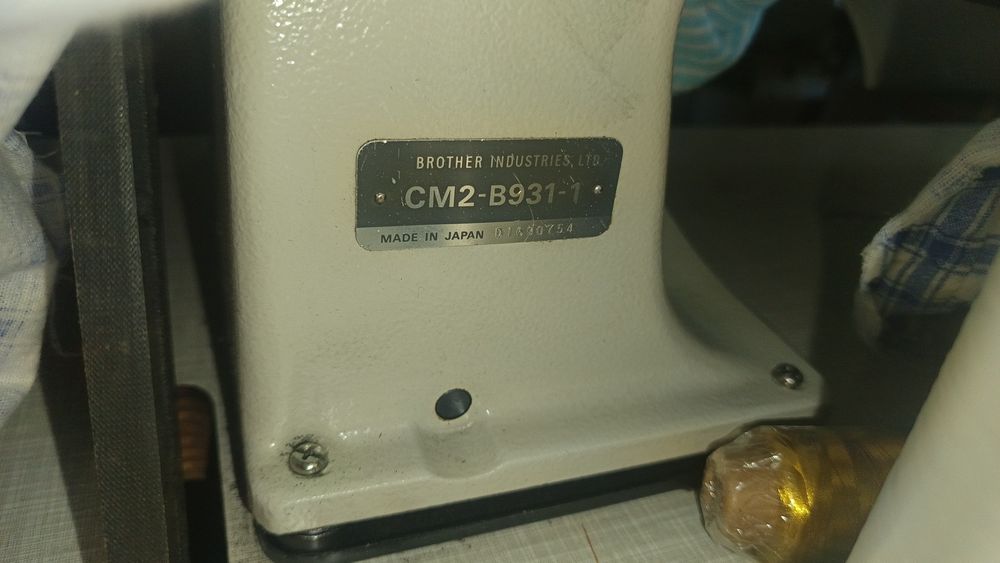 BROTHER INDUSTRIES, LTD
CM2-B931-1
MADE IN JAPAN